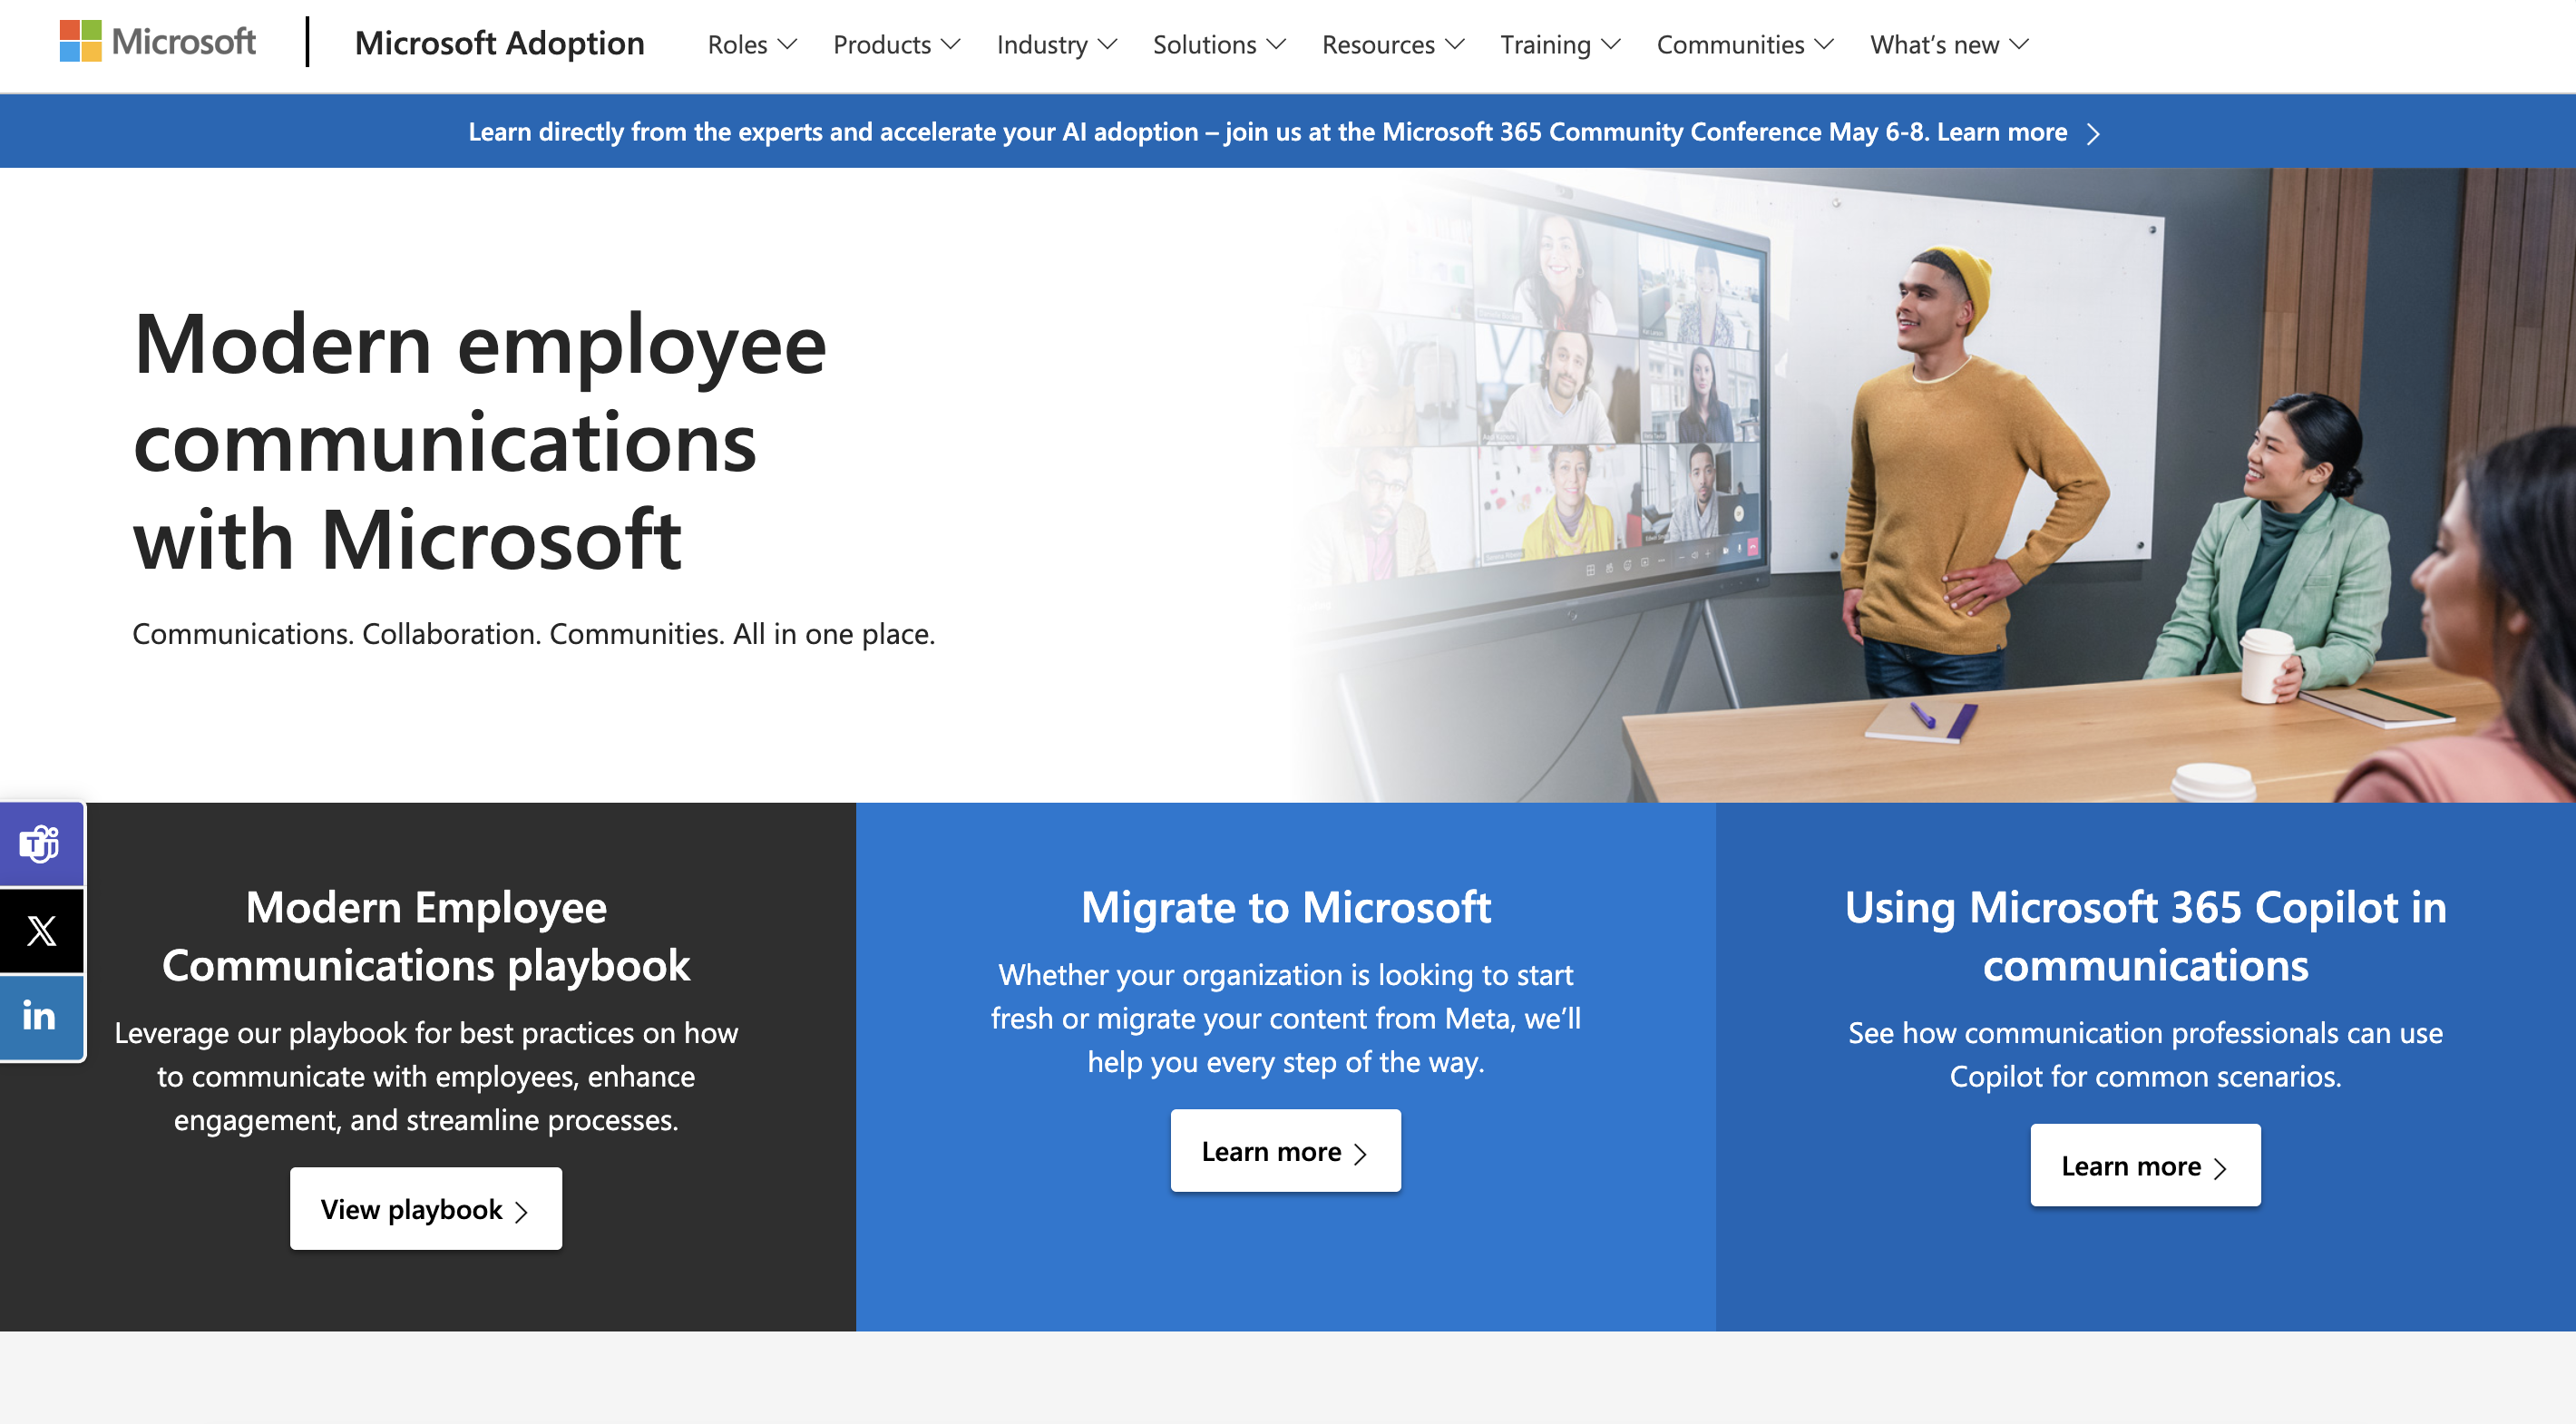 Microsoft
Microsoft Adoption
Roles
Products
Industry
Solutions
Resources
Training
Communities
What’s new
Learn directly from the experts and accelerate your AI adoption – join us at the Microsoft 365 Community Conference May 6-8. Learn more
Modern employee
communications
with Microsoft
Communications. Collaboration. Communities. All in one place.
Modern Employee
Communications playbook
Leverage our playbook for best practices on how
to communicate with employees, enhance
engagement, and streamline processes.
View playbook
Migrate to Microsoft
Whether your organization is looking to start
fresh or migrate your content from Meta, we’ll
help you every step of the way.
Learn more
Using Microsoft 365 Copilot in
communications
See how communication professionals can use
Copilot for common scenarios.
Learn more
T
X
in